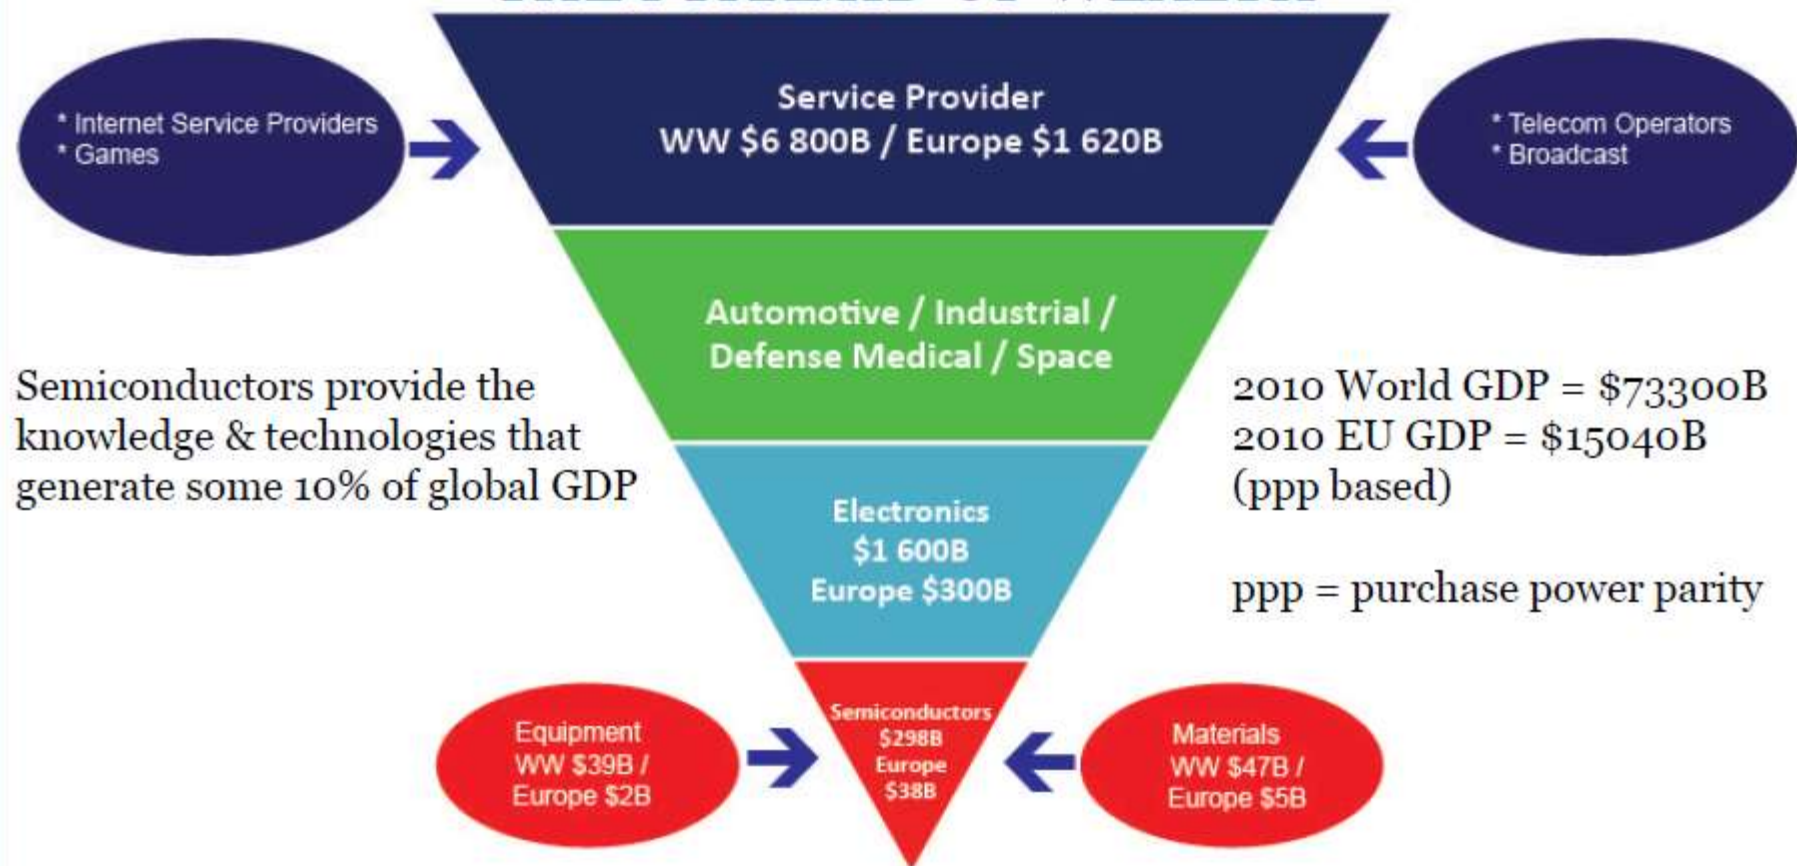 * Internet Service Providers
* Games
Service Provider
WW $6 800B / Europe $1 620B
* Telecom Operators
* Broadcast
Automotive / Industrial /
Defense Medical / Space
Semiconductors provide the
knowledge & technologies that
generate some 10% of global GDP
2010 World GDP = $73300B
2010 EU GDP = $15040B
(ppp based)
ppp = purchase power parity
Electronics
$1 600B
Europe $300B
Equipment
WW $39B /
Europe $2B
Semiconductors
$298B
Europe
$38B
Materials
WW $47B /
Europe $5B